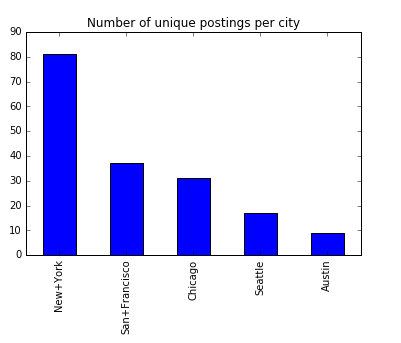 Number of unique postings per city
90
80
70
60
50
40
30
20
10
0
New+York
San+Francisco
Chicago
Seattle
Austin